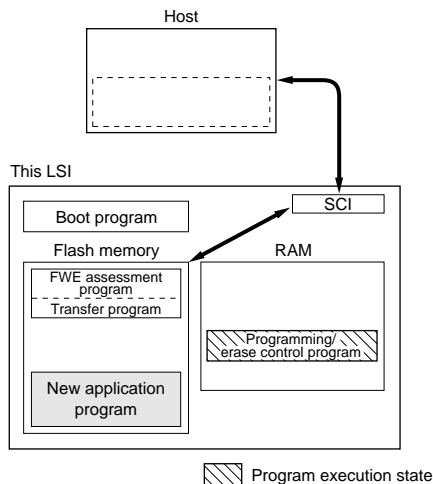 Host
This LSI
SCI
Boot program
Flash memory
RAM
FWE assessment
program
Transfer program
Programming/
erase control program
New application
program
Program execution state